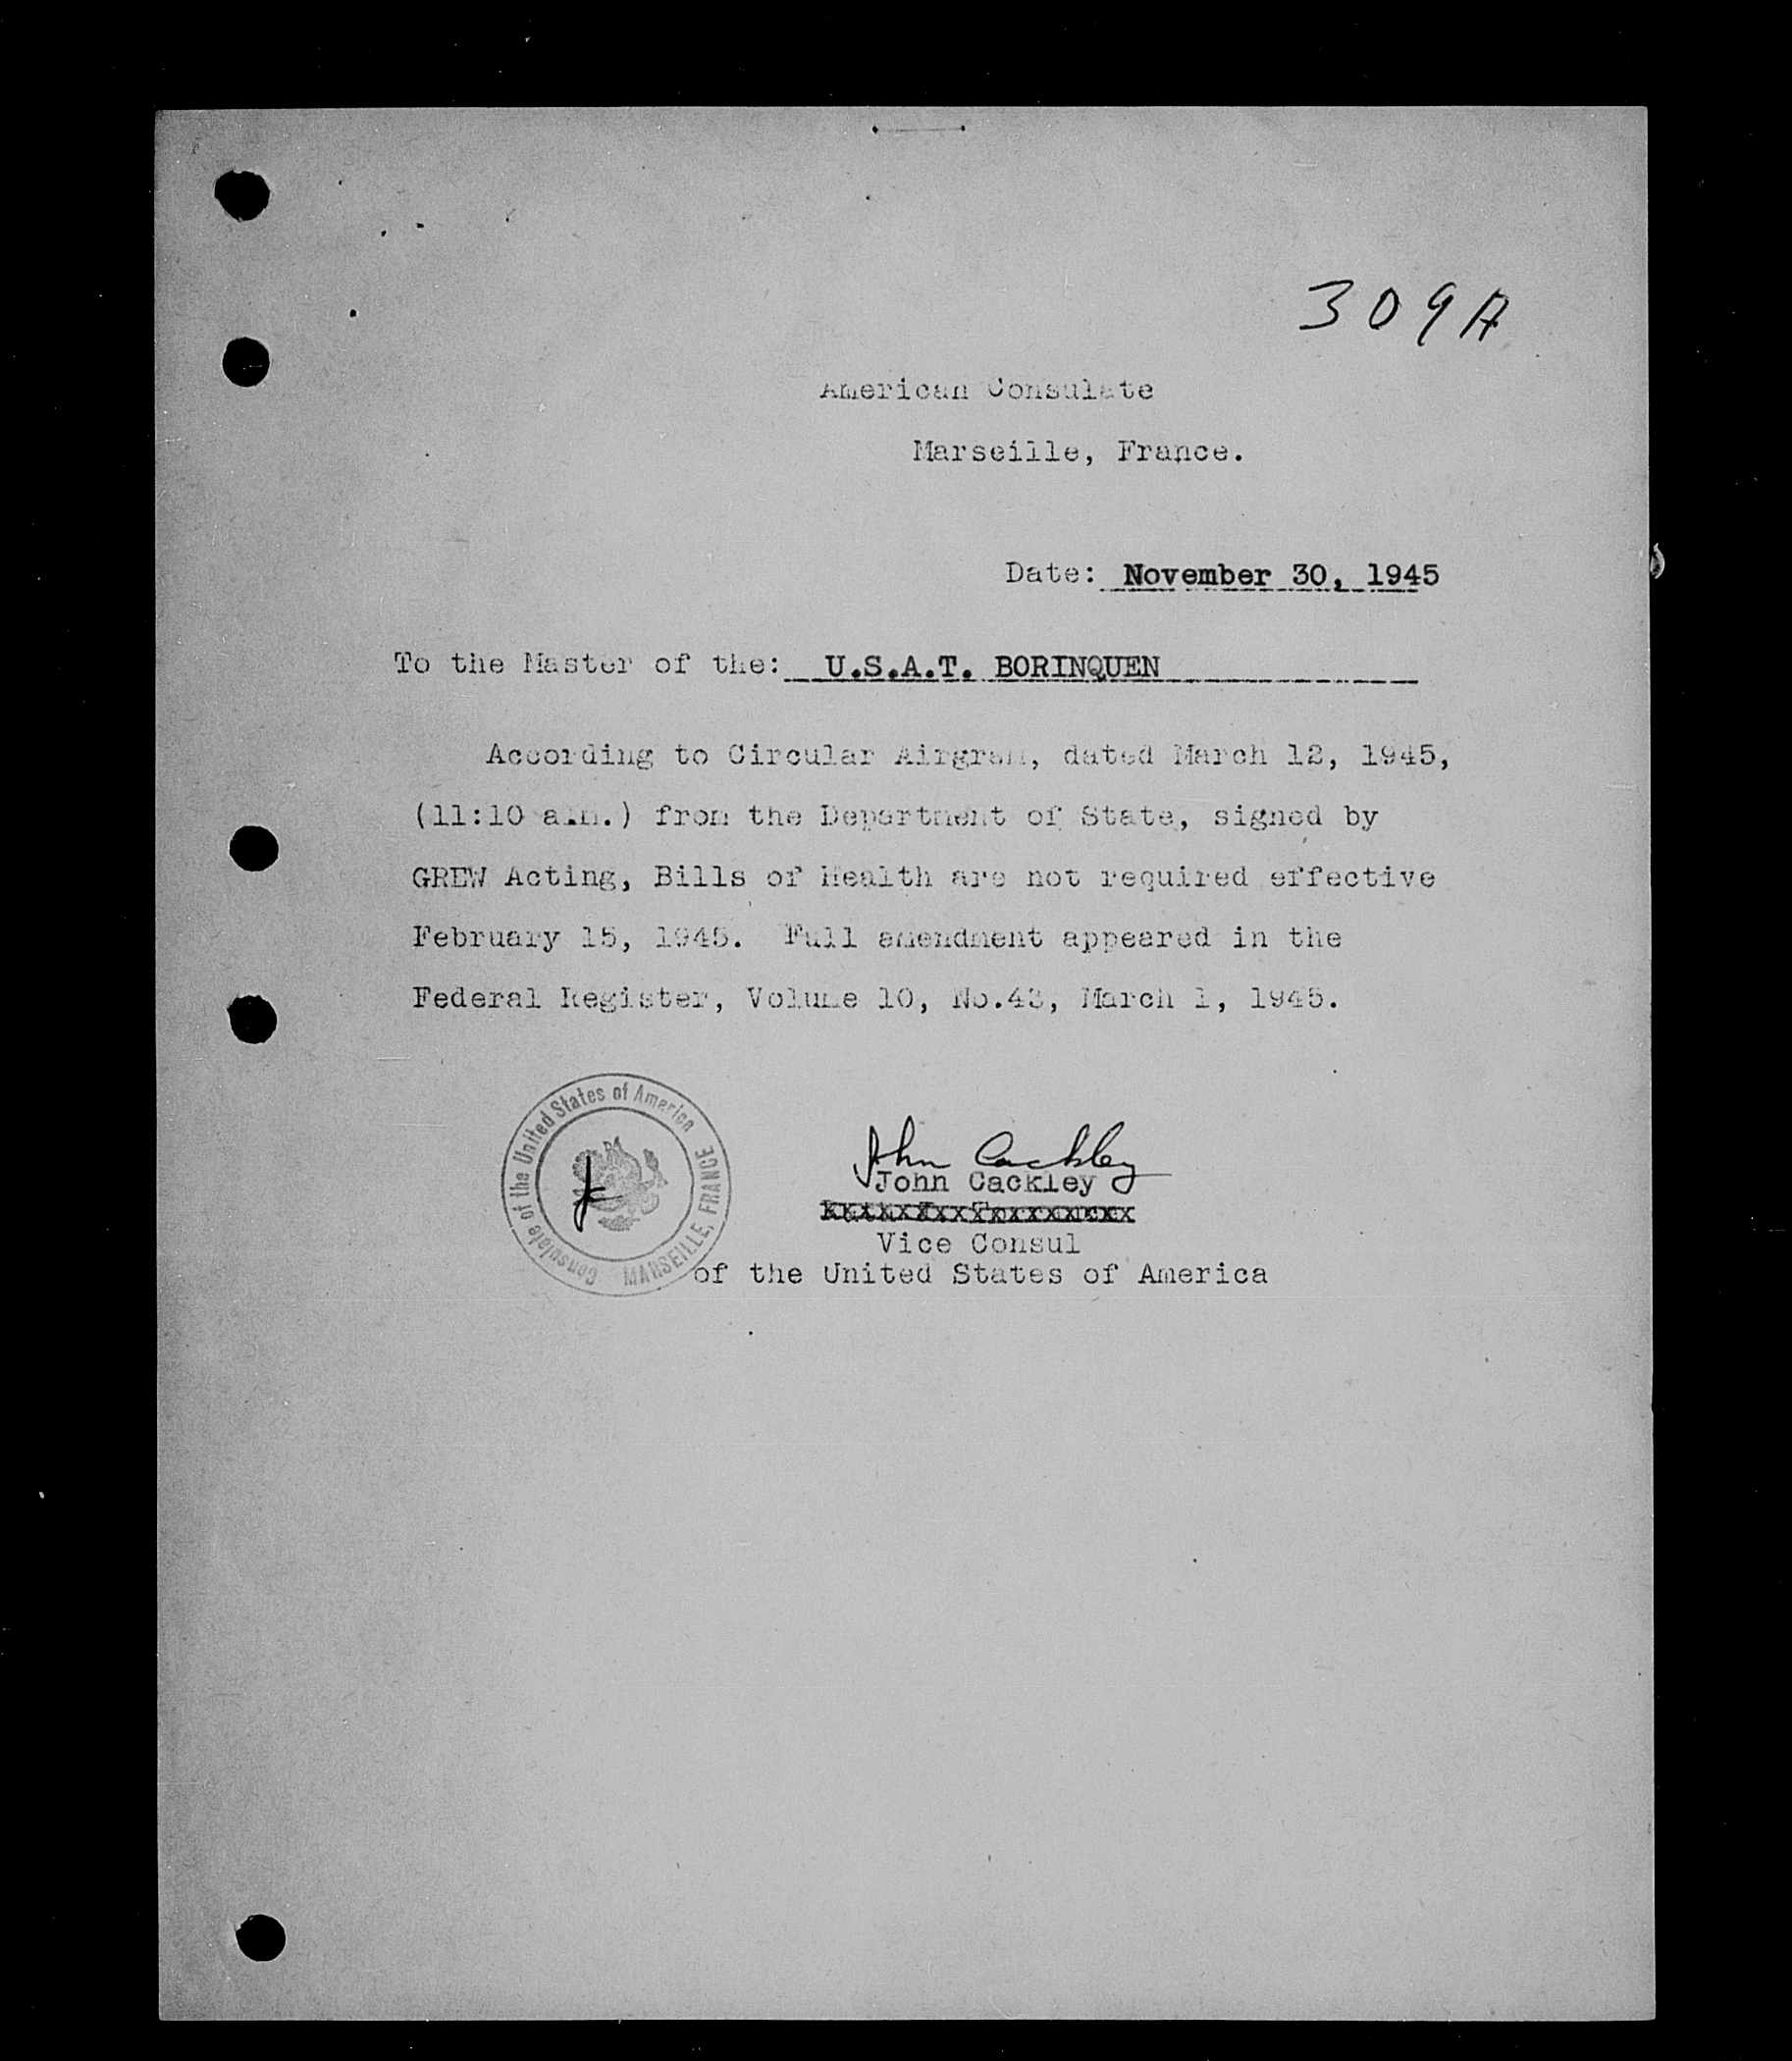 309A
American Consulate
Marseille, France.
Date: November 30, 1945
To the Master of the: U.S.A.T. BORINQUEN
According to Circular Airgram, dated March 12, 1945,
(11:10 a.m.) from the Department of State, signed by
GREW Acting, Bills of Health are not required effective
February 15, 1945. Full amendment appeared in the
Federal Register, Volume 10, No.43, March 1, 1945.
Consulate of the United States of America
MARSEILLE, FRANCE
John Cackley
John Cackley
Vice Consul
of the United States of America